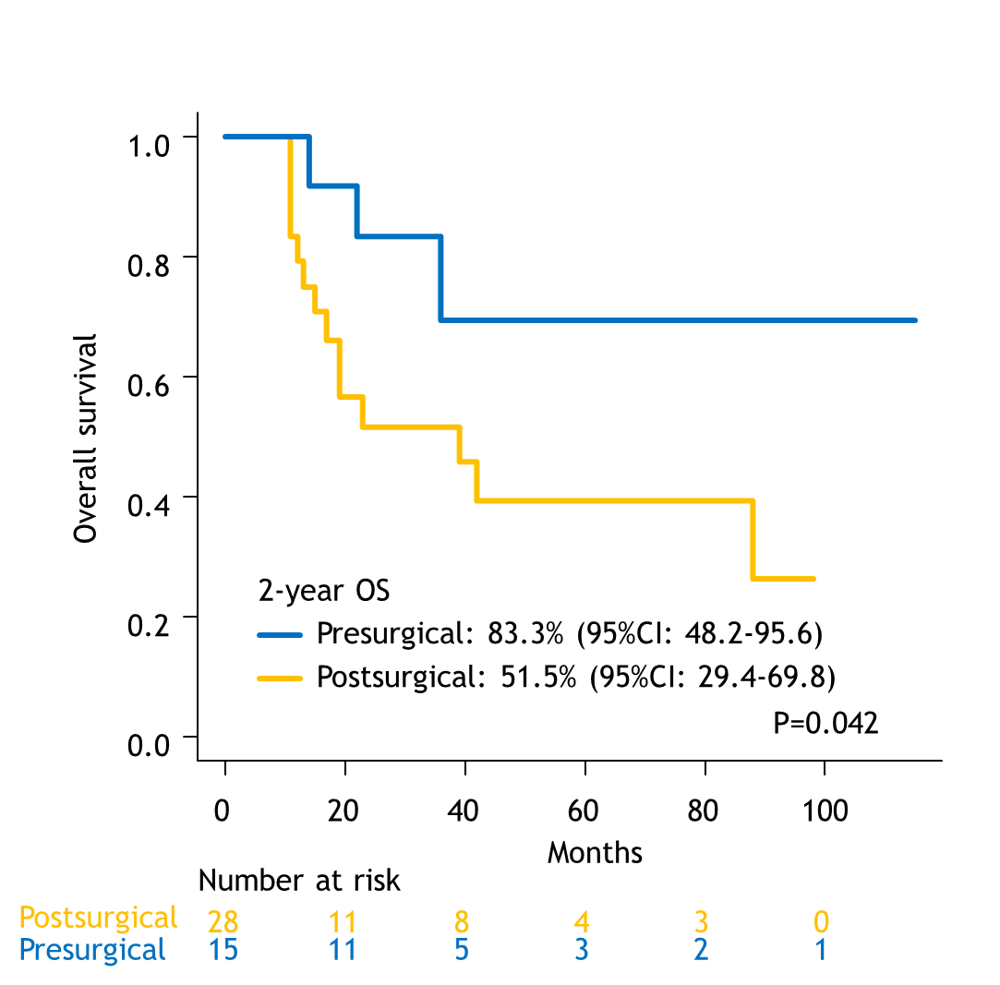 1.0
0.8
0.6
0.4
0.2
0.0
Overall survival
2-year OS
Presurgical: 83.3% (95%CI: 48.2-95.6)
Postsurgical: 51.5% (95%CI: 29.4-69.8)
P=0.042
0 20 40 60 80 100
Months
Number at risk
Postsurgical 28 11 8 4 3 0
Presurgical 15 11 5 3 2 1